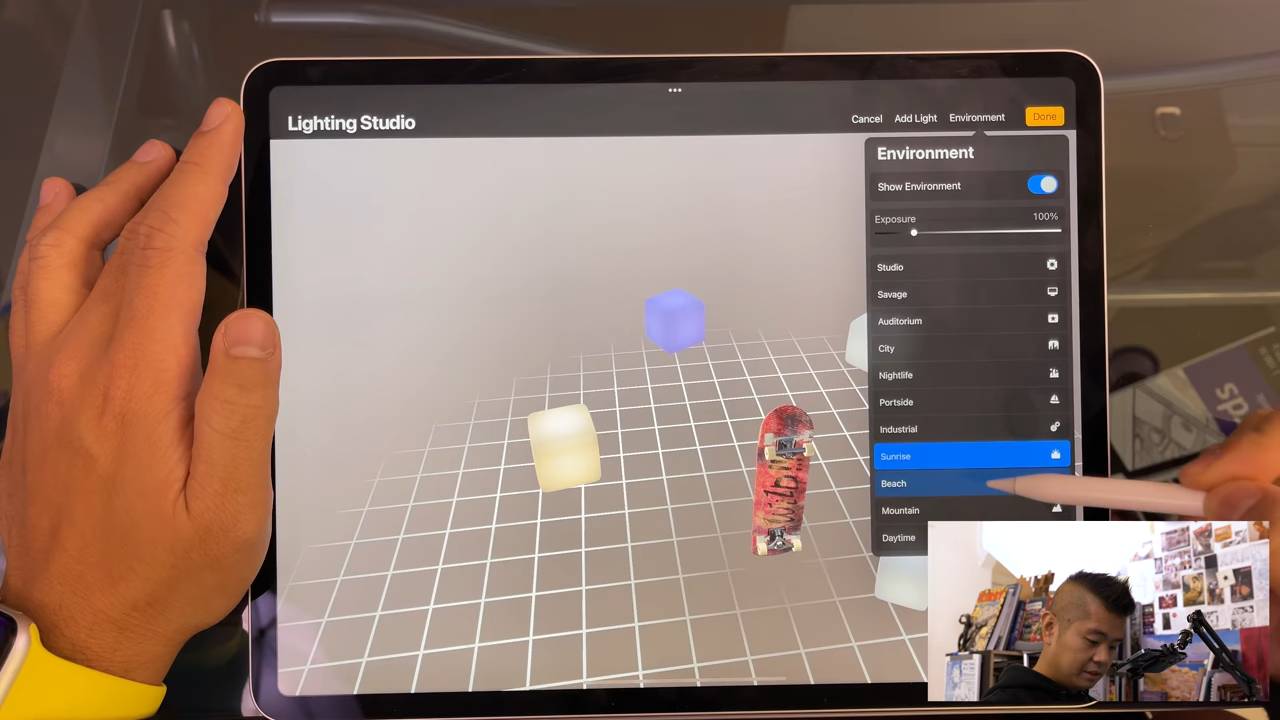 Lighting Studio
Cancel Add Light Environment Done
Environment
Show Environment
Exposure 100%
Studio
Savage
Auditorium
City
Nightlife
Portside
Industrial
Sunrise
Beach
Mountain
Daytime